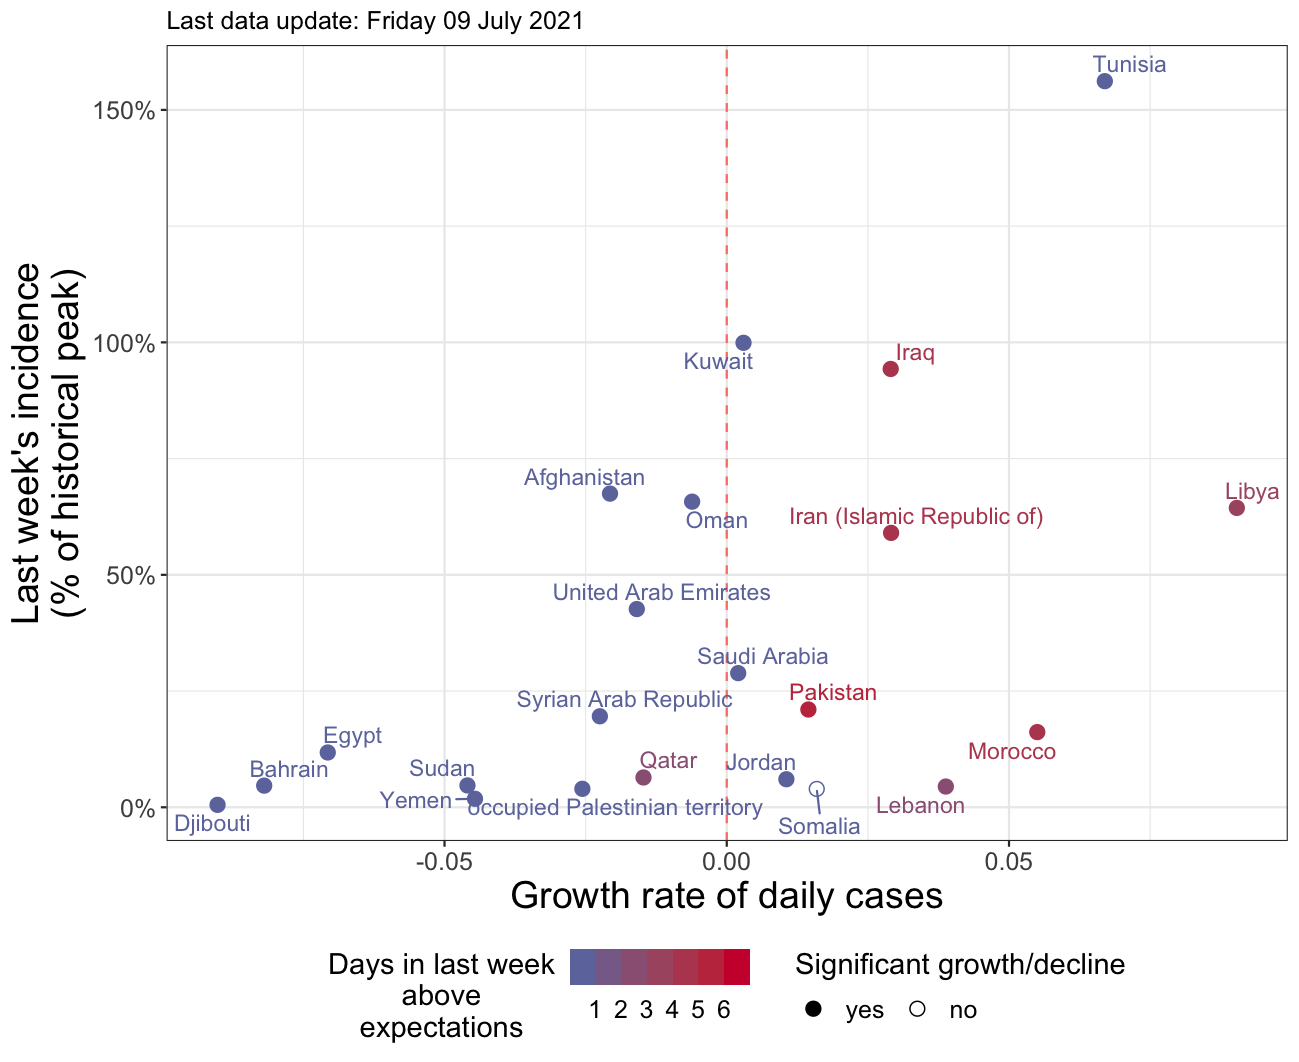 Last data update: Friday 09 July 2021
Tunisia
150%
100%
Kuwait
Iraq
Afghanistan
Oman
Libya
Iran (Islamic Republic of)
50%
United Arab Emirates
Saudi Arabia
Pakistan
Syrian Arab Republic
Egypt
Morocco
Bahrain
Sudan
Qatar
Jordan
Yemen
occupied Palestinian territory
Lebanon
0%
Djibouti
Somalia
Last week's incidence
(% of historical peak)
-0.05
0.00
0.05
Growth rate of daily cases
Days in last week
above
expectations
1 2 3 4 5 6
Significant growth/decline
yes
no